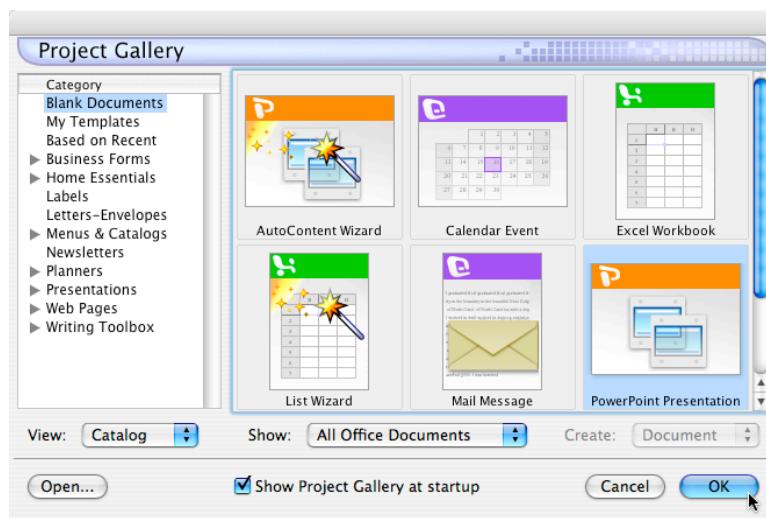 Project Gallery
Category
Blank Documents
My Templates
Based on Recent
Business Forms
Home Essentials
Labels
Letters-Envelopes
Menus & Catalogs
Newsletters
Planners
Presentations
Web Pages
Writing Toolbox
AutoContent Wizard
Calendar Event
Excel Workbook
List Wizard
Mail Message
PowerPoint Presentation
View: Catalog
Show: All Office Documents
Create: Document
Open...
Show Project Gallery at startup
Cancel
OK